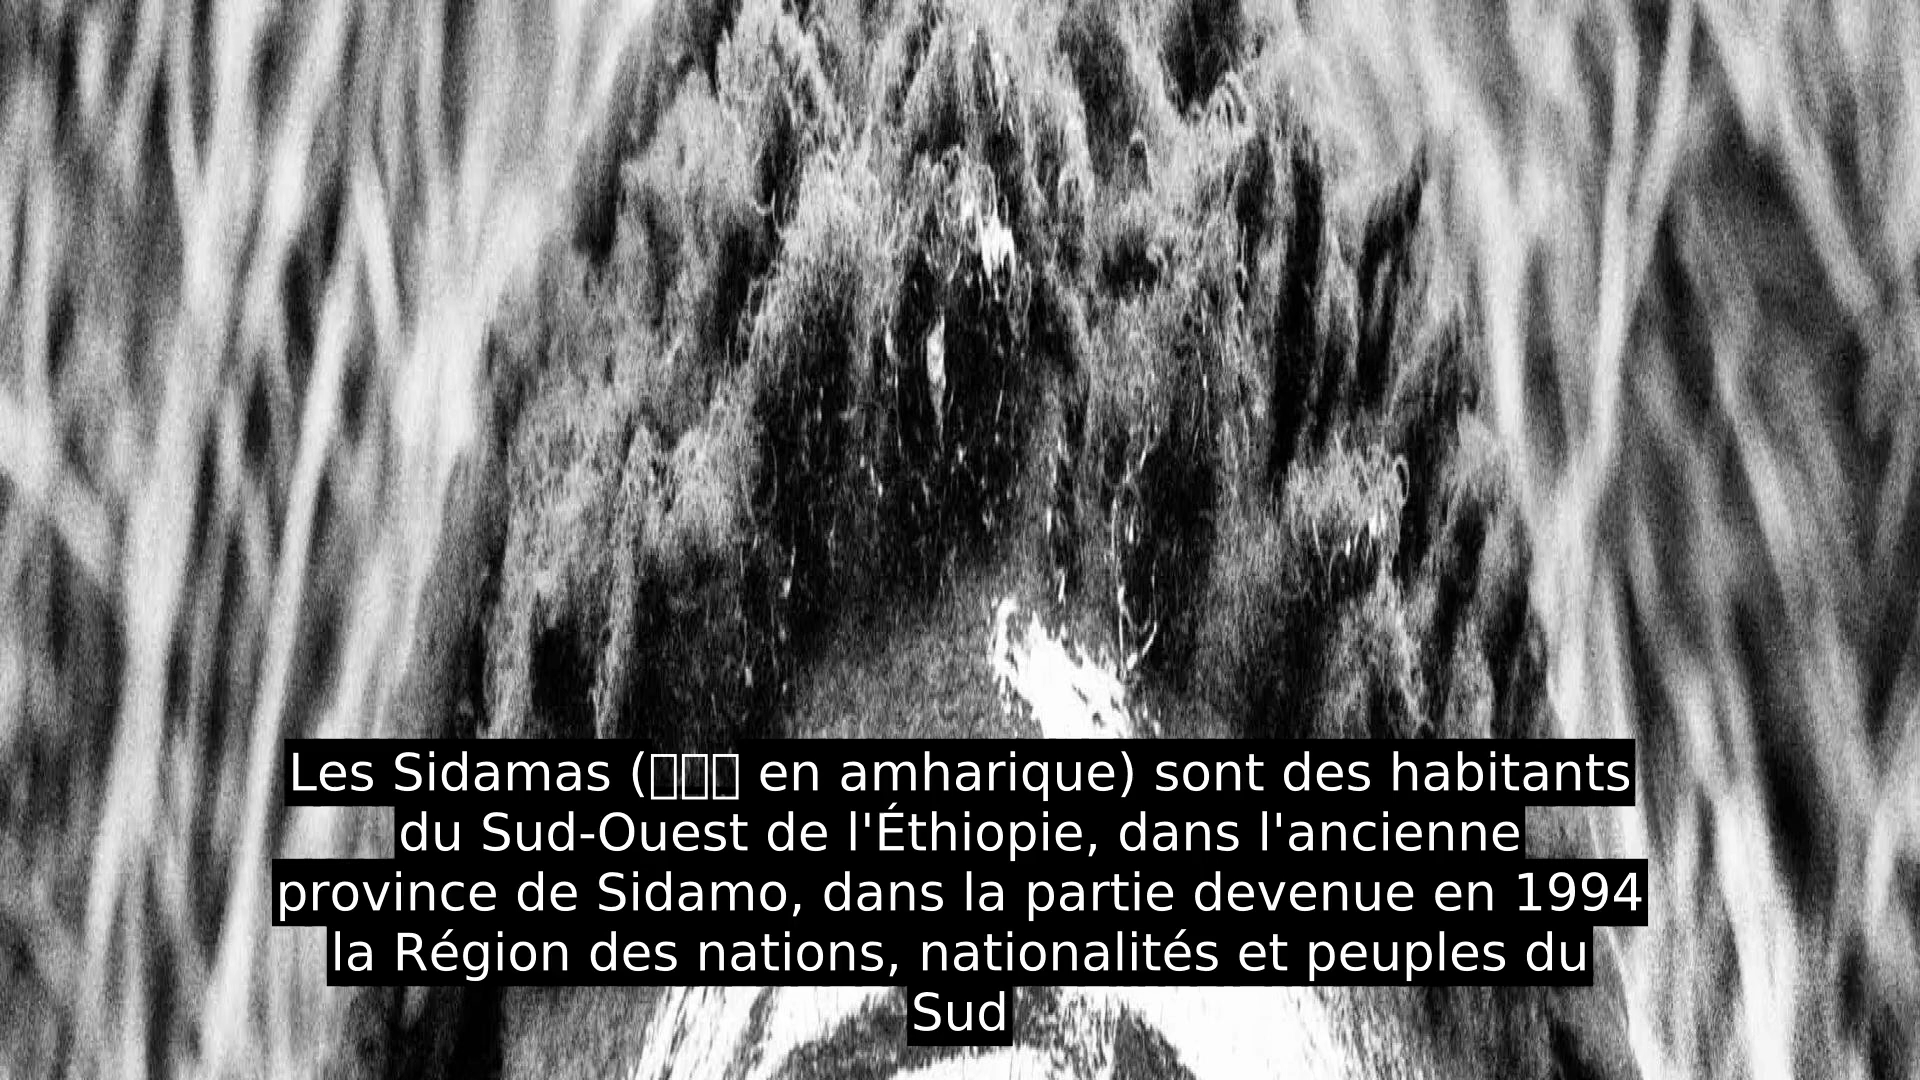 Les Sidamas (□□□ en amharique) sont des habitants
du Sud-Ouest de l'Éthiopie, dans l'ancienne
province de Sidamo, dans la partie devenue en 1994
la Région des nations, nationalités et peuples du
Sud